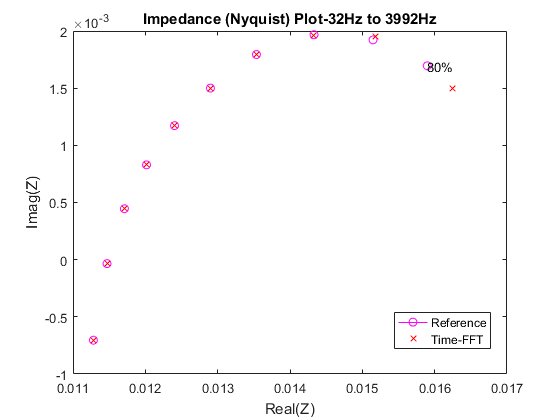 Impedance (Nyquist) Plot-32Hz to 3992Hz
×10⁻³
2
1.5
1
0.5
0
-0.5
-1
Imag(Z)
80%
Reference
Time-FFT
0.011 0.012 0.013 0.014 0.015 0.016 0.017
Real(Z)